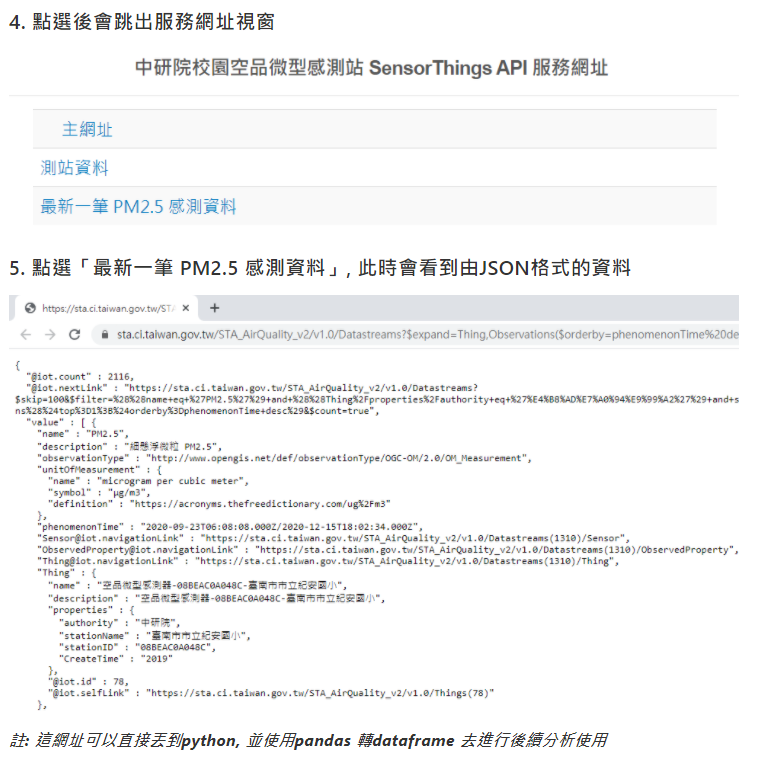 4. 點選後會跳出服務網址視窗
中研院校園空品微型感測站 SensorThings API 服務網址
主網址
測站資料
最新一筆 PM2.5 感測資料
5. 點選「最新一筆 PM2.5 感測資料」, 此時會看到由JSON格式的資料
https://sta.ci.taiwan.gov.tw/ST/ × +
sta.ci.taiwan.gov.tw/STA_AirQuality_v2/v1.0/Datastreams?$expand=Thing,Observations($orderby=phenomenonTime%20de
{
"@iot.count" : 2116,
"@iot.nextLink" : "https://sta.ci.taiwan.gov.tw/STA_AirQuality_v2/v1.0/Datastreams?
$skip=100&$filter=%28%28name+eq+%27PM2.5%27%29+and+%28%28Thing%2Fproperties%2Fauthority+eq+%27%E4%B8%AD%E7%A0%94%E9%99%A2%27%29+and+s
ns%28%24top%3D1%3B%24orderby%3DphenomenonTime+desc%29&$count=true",
"value" : [ {
"name" : "PM2.5",
"description" : "細懸浮微粒 PM2.5",
"observationType" : "http://www.opengis.net/def/observationType/OGC-OM/2.0/OM_Measurement",
"unitOfMeasurement" : {
"name" : "microgram per cubic meter",
"symbol" : "μg/m3",
"definition" : "https://acronyms.thefreedictionary.com/ug%2Fm3"
},
"phenomenonTime" : "2020-09-23T06:08:08.000Z/2020-12-15T18:02:34.000Z",
"Sensor@iot.navigationLink" : "https://sta.ci.taiwan.gov.tw/STA_AirQuality_v2/v1.0/Datastreams(1310)/Sensor",
"ObservedProperty@iot.navigationLink" : "https://sta.ci.taiwan.gov.tw/STA_AirQuality_v2/v1.0/Datastreams(1310)/ObservedProperty",
"Thing@iot.navigationLink" : "https://sta.ci.taiwan.gov.tw/STA_AirQuality_v2/v1.0/Datastreams(1310)/Thing",
"Thing" : {
"name" : "空品微型感測器-08BEAC0A048C-臺南市市立紀安國小",
"description" : "空品微型感測器-08BEAC0A048C-臺南市市立紀安國小",
"properties" : {
"authority" : "中研院",
"stationName" : "臺南市市立紀安國小",
"stationID" : "08BEAC0A048C",
"CreateTime" : "2019"
},
"@iot.id" : 78,
"@iot.selfLink" : "https://sta.ci.taiwan.gov.tw/STA_AirQuality_v2/v1.0/Things(78)"
},
註: 這網址可以直接丟到python, 並使用pandas 轉dataframe 去進行後續分析使用